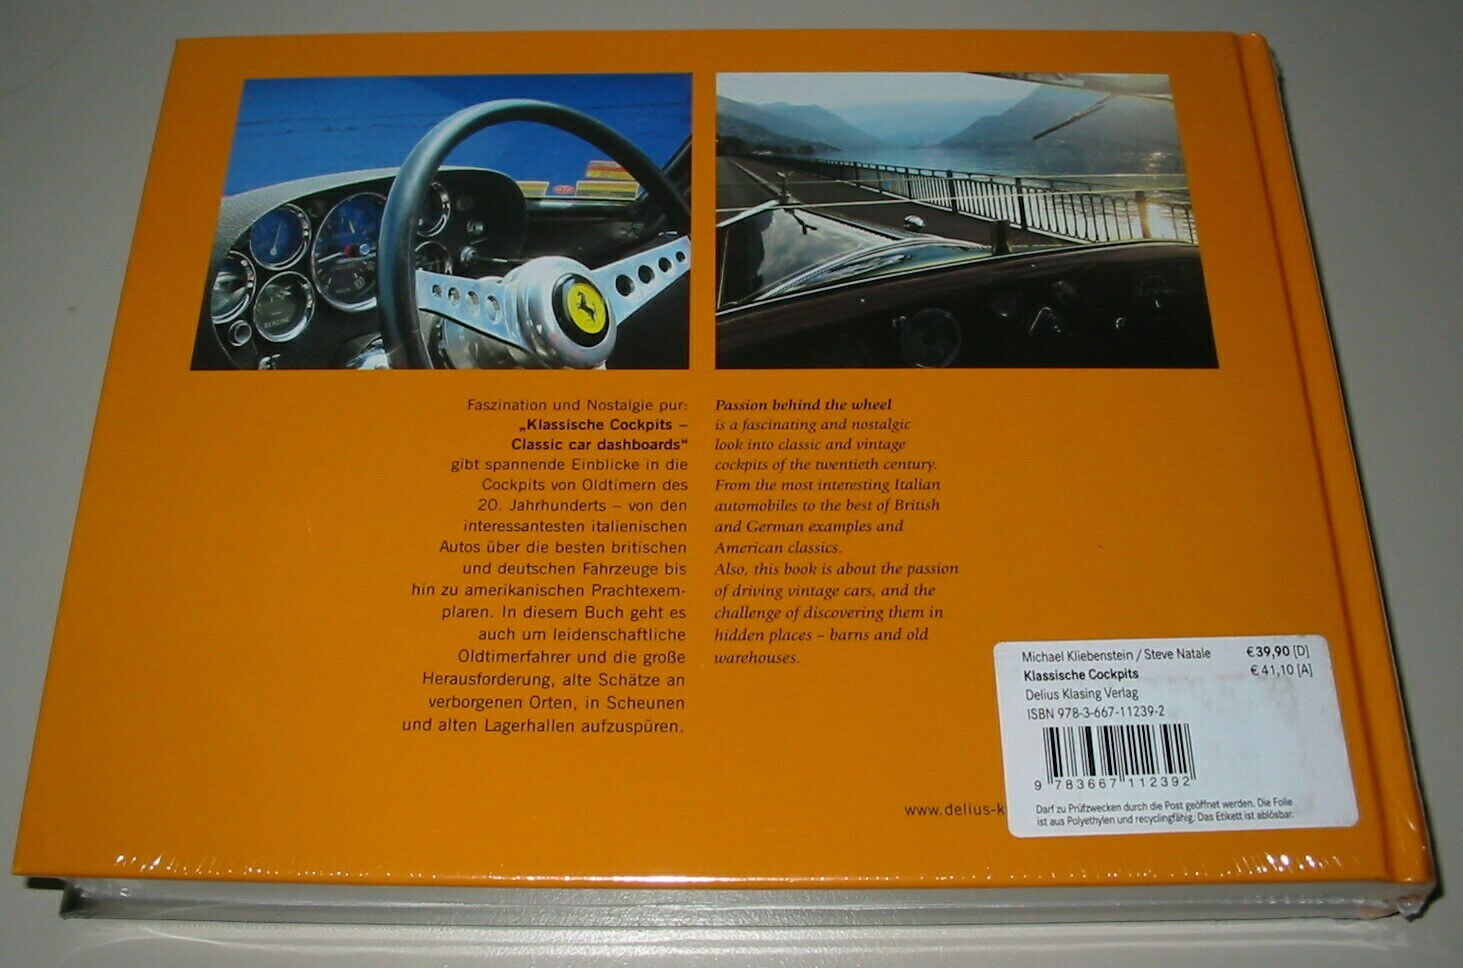 Faszination und Nostalgie pur:
„Klassische Cockpits –
Classic car dashboards“
gibt spannende Einblicke in die
Cockpits von Oldtimern des
20. Jahrhunderts – von den
interessantesten italienischen
Autos über die besten britischen
und deutschen Fahrzeuge bis
hin zu amerikanischen Prachtexem-
plaren. In diesem Buch geht es
auch um leidenschaftliche
Oldtimerfahrer und die große
Herausforderung, alte Schätze an
verborgenen Orten, in Scheunen
und alten Lagerhallen aufzuspüren.
Passion behind the wheel
is a fascinating and nostalgic
look into classic and vintage
cockpits of the twentieth century.
From the most interesting Italian
automobiles to the best of British
and German examples and
American classics.
Also, this book is about the passion
of driving vintage cars, and the
challenge of discovering them in
hidden places – barns and old
warehouses.
www.delius-k
Michael Kliebenstein / Steve Natale €39,90 [D]
Klassische Cockpits €41,10 [A]
Delius Klasing Verlag
ISBN 978-3-667-11239-2
9 783667 112392
Darf zu Prüfzwecken durch die Post geöffnet werden. Die Folie
ist aus Polyethylen und recyclingfähig. Das Etikett ist ablösbar.